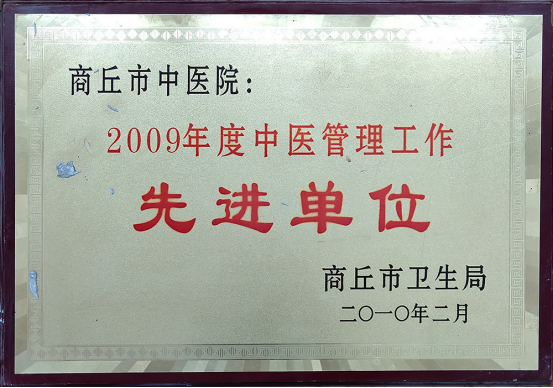 商丘市中医院：
2009年度中医管理工作
先进单位
商丘市卫生局
二〇一〇年二月